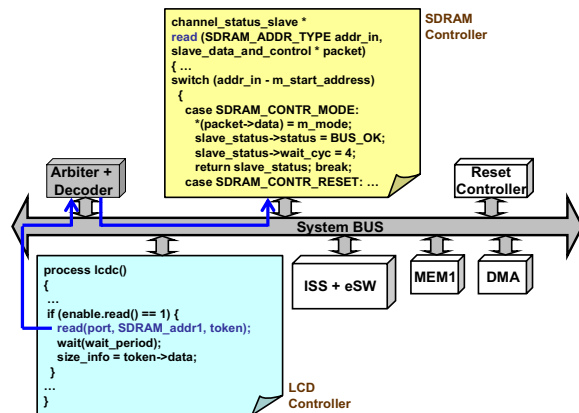 channel_status_slave *
read (SDRAM_ADDR_TYPE addr_in,
slave_data_and_control * packet)
{ …
switch (addr_in - m_start_address)
{
case SDRAM_CONTR_MODE:
*(packet->data) = m_mode;
slave_status->status = BUS_OK;
slave_status->wait_cyc = 4;
return slave_status; break;
case SDRAM_CONTR_RESET: …
SDRAM
Controller
Arbiter +
Decoder
Reset
Controller
System BUS
process lcdc()
{
…
if (enable.read() == 1) {
read(port, SDRAM_addr1, token);
wait(wait_period);
size_info = token->data;
}
…
}
LCD
Controller
ISS + eSW
MEM1
DMA